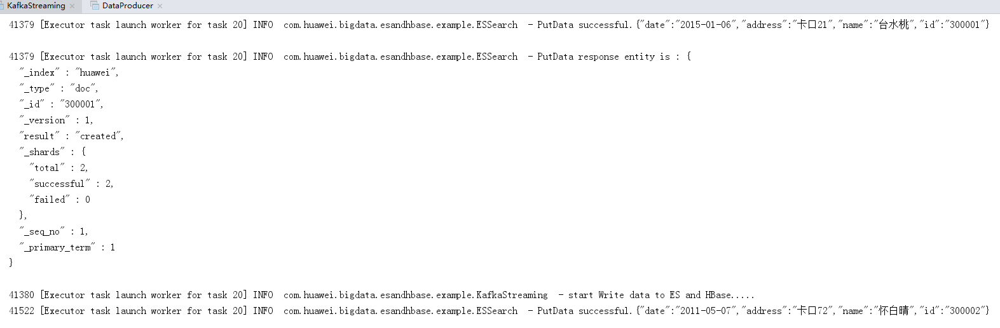 KafkaStreaming × DataProducer ×
41379 [Executor task launch worker for task 20] INFO  com.huawei.bigdata.esandhbase.example.ESSearch  - PutData successful.{"date":"2015-01-06","address":"卡口21","name":"台水桃","id":"300001"}
41379 [Executor task launch worker for task 20] INFO  com.huawei.bigdata.esandhbase.example.ESSearch  - PutData response entity is : {
  "_index" : "huawei",
  "_type" : "doc",
  "_id" : "300001",
  "_version" : 1,
  "result" : "created",
  "_shards" : {
    "total" : 2,
    "successful" : 2,
    "failed" : 0
  },
  "_seq_no" : 1,
  "_primary_term" : 1
}
41380 [Executor task launch worker for task 20] INFO  com.huawei.bigdata.esandhbase.example.KafkaStreaming  - start Write data to ES and HBase.....
41522 [Executor task launch worker for task 20] INFO  com.huawei.bigdata.esandhbase.example.ESSearch  - PutData successful.{"date":"2011-05-07","address":"卡口72","name":"怀白晴","id":"300002"}